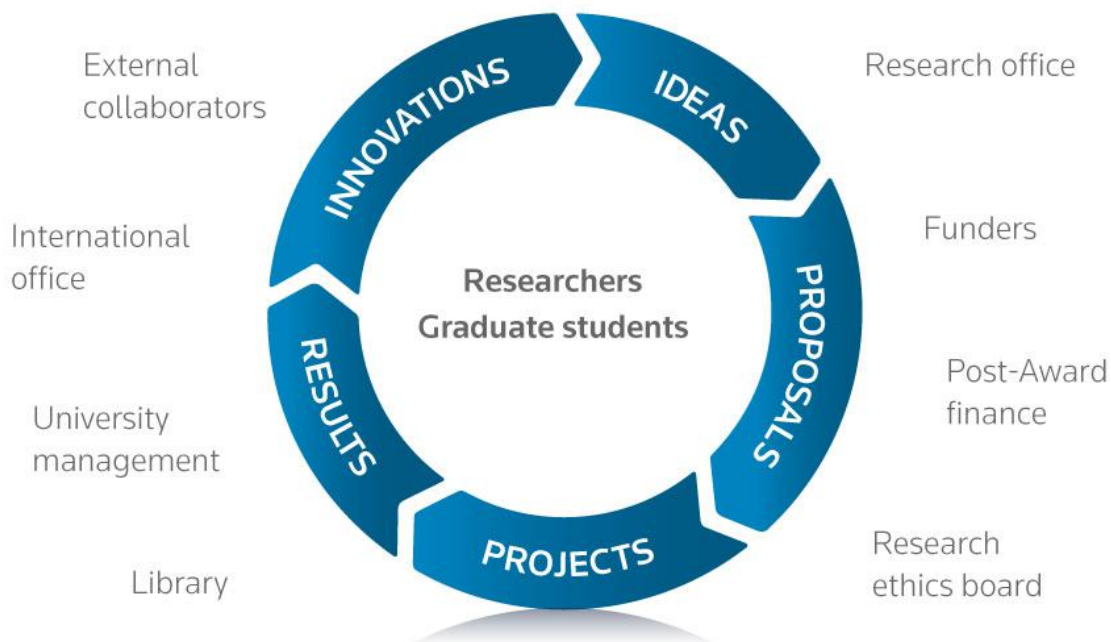 External
collaborators
International
office
University
management
Library
INNOVATIONS
IDEAS
PROPOSALS
PROJECTS
RESULTS
Researchers
Graduate students
Research office
Funders
Post-Award
finance
Research
ethics board